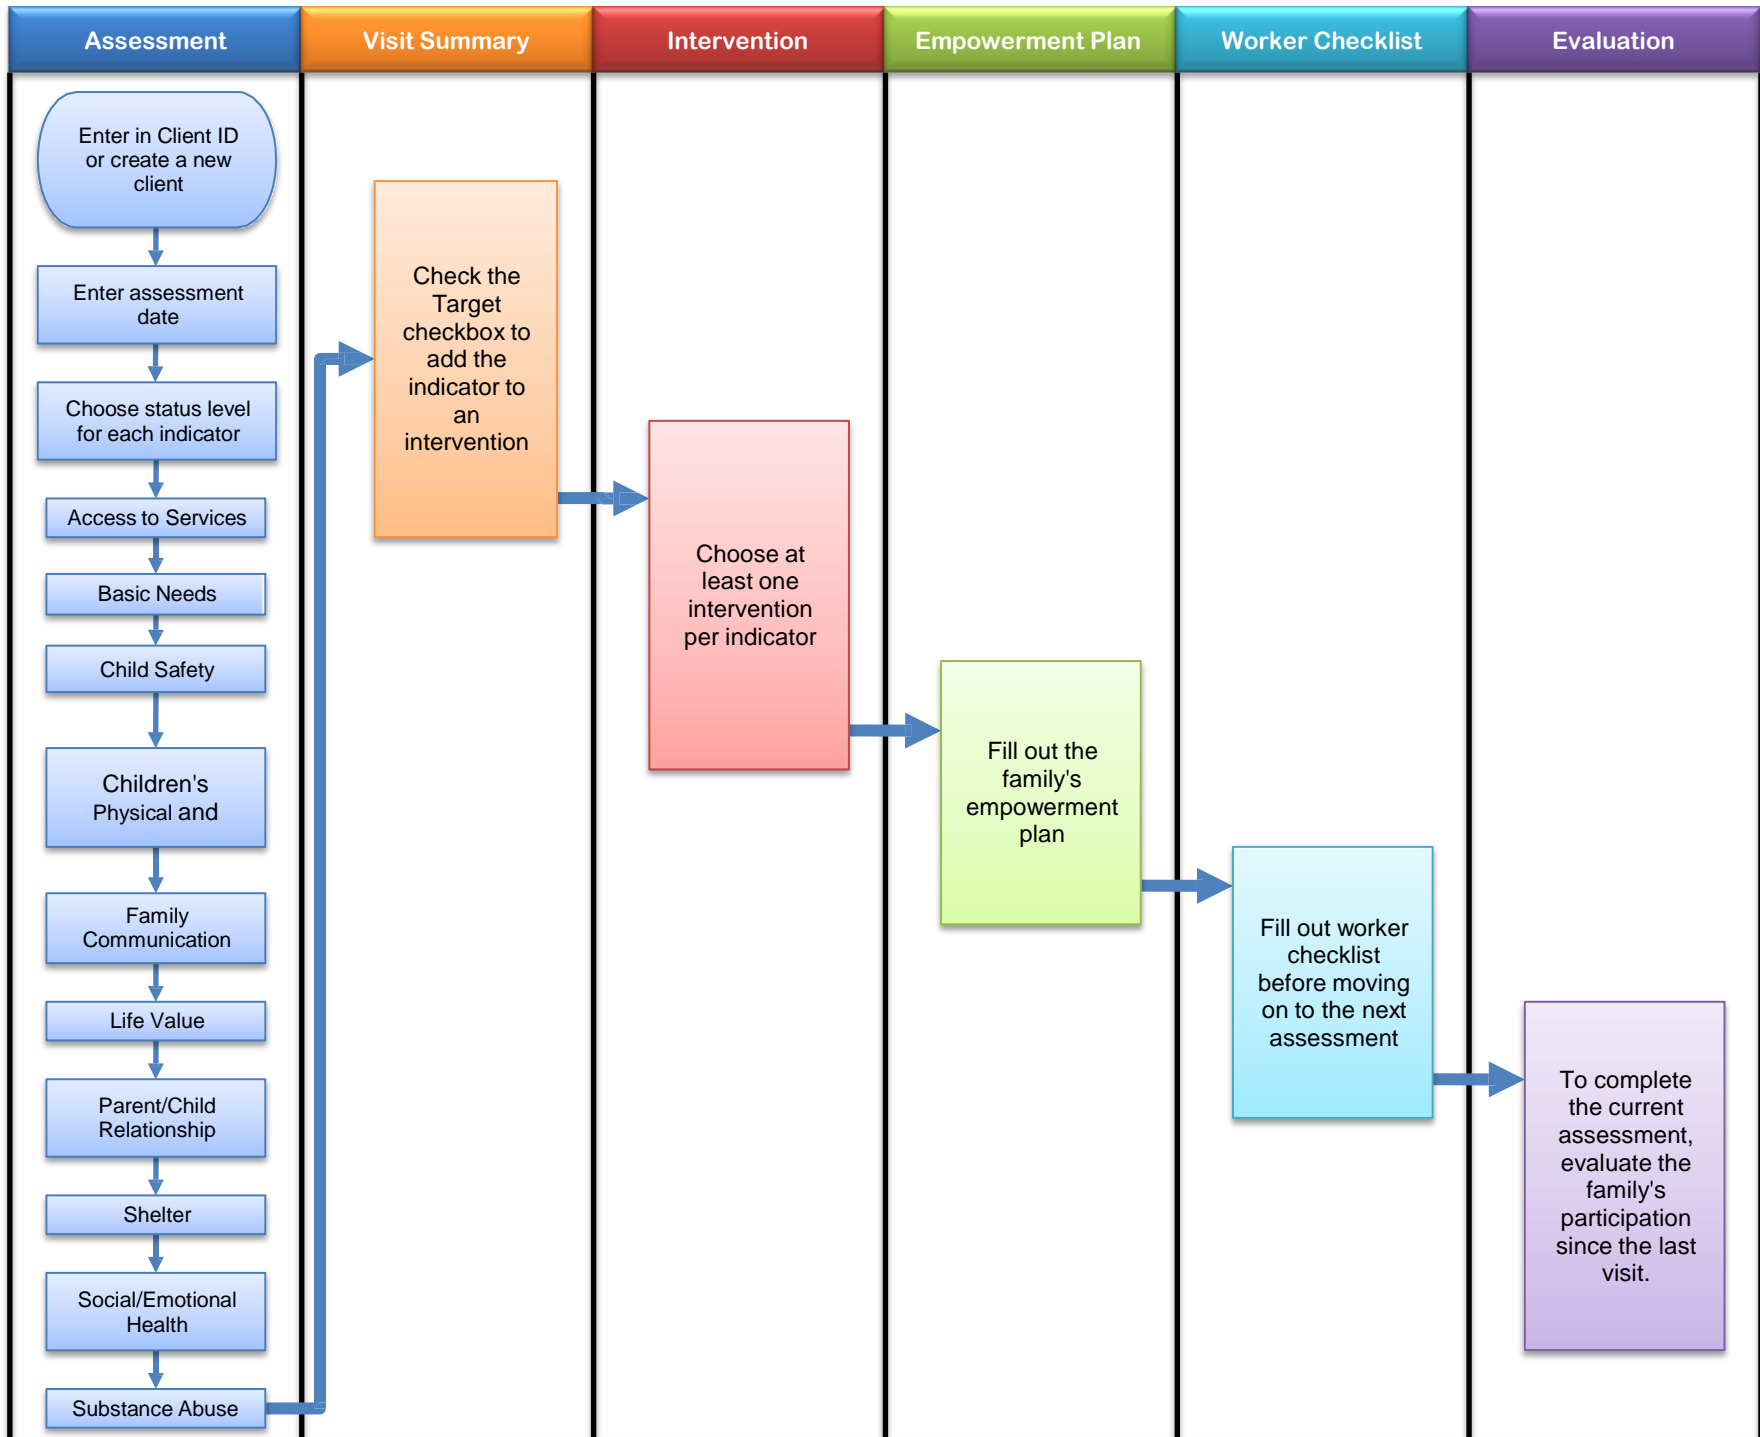 Assessment
Visit Summary
Intervention
Empowerment Plan
Worker Checklist
Evaluation
Enter in Client ID
or create a new
client
Enter assessment
date
Choose status level
for each indicator
Access to Services
Basic Needs
Child Safety
Children's
Physical and
Family
Communication
Life Value
Parent/Child
Relationship
Shelter
Social/Emotional
Health
Substance Abuse
Check the
Target
checkbox to
add the
indicator to
an
intervention
Choose at
least one
intervention
per indicator
Fill out the
family's
empowerment
plan
Fill out worker
checklist
before moving
on to the next
assessment
To complete
the current
assessment,
evaluate the
family's
participation
since the last
visit.